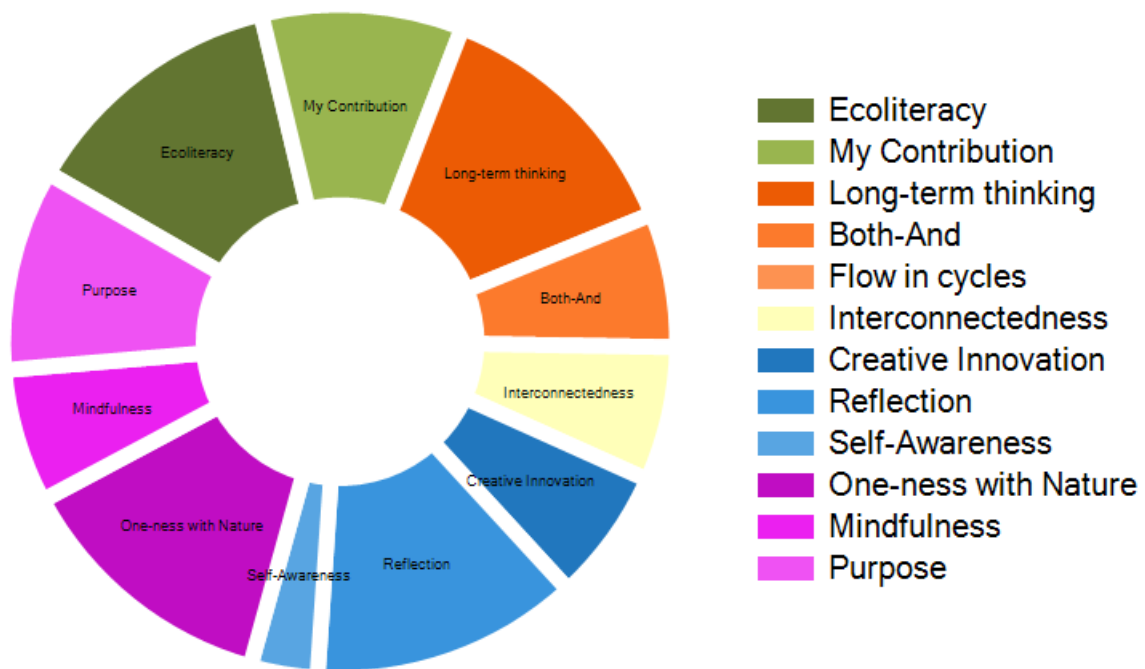 My Contribution
Ecoliteracy
Long-term thinking
Purpose
Both-And
Mindfulness
Interconnectedness
Creative Innovation
One-ness with Nature
Reflection
Self-Awareness
Ecoliteracy
My Contribution
Long-term thinking
Both-And
Flow in cycles
Interconnectedness
Creative Innovation
Reflection
Self-Awareness
One-ness with Nature
Mindfulness
Purpose